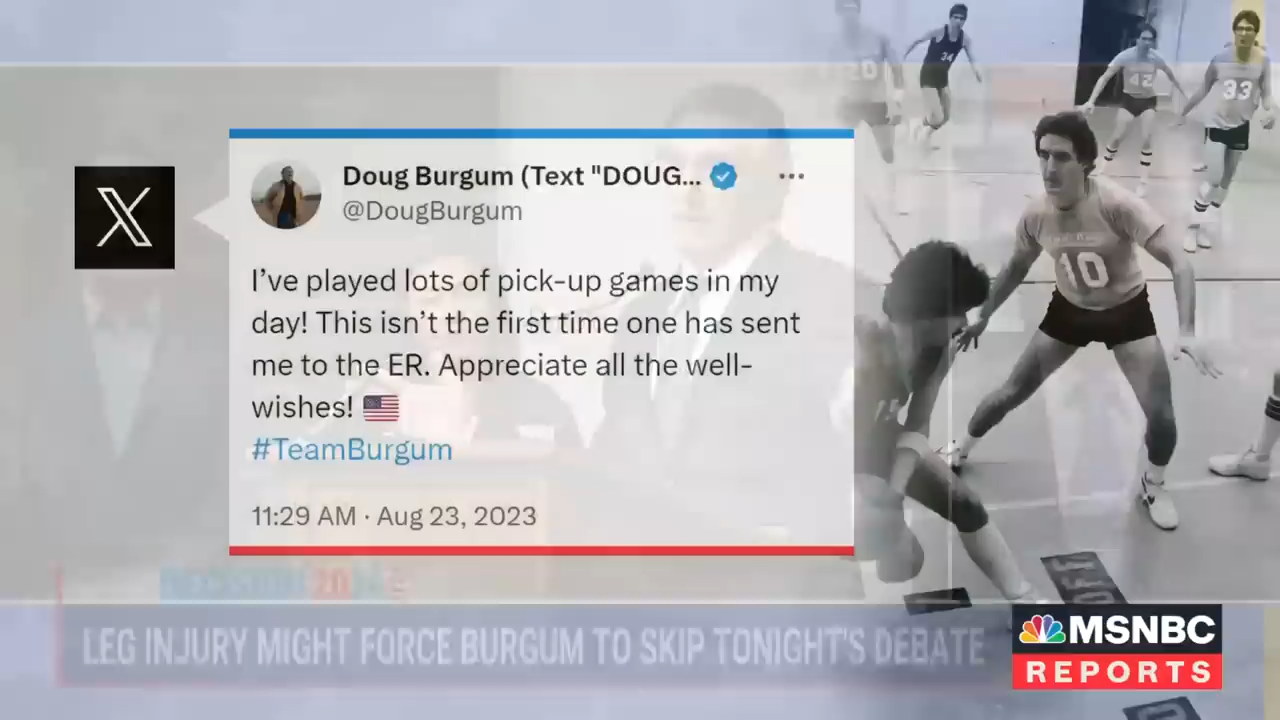 Doug Burgum (Text "DOUG...
@DougBurgum
I've played lots of pick-up games in my
day! This isn't the first time one has sent
me to the ER. Appreciate all the well-
wishes! 🇺🇸
#TeamBurgum
11:29 AM · Aug 23, 2023
34
42
33
10
20
OFF
LEG INJURY MIGHT FORCE BURGUM TO SKIP TONIGHT'S DEBATE
MSNBC
REPORTS